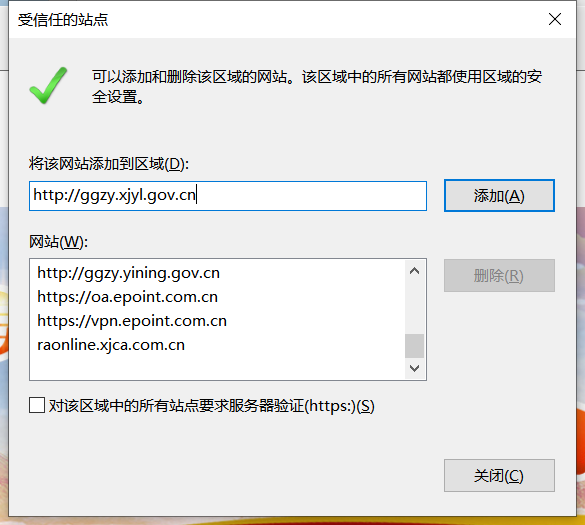 受信任的站点
可以添加和删除该区域的网站。该区域中的所有网站都使用区域的安
全设置。
将该网站添加到区域(D):
http://ggzy.xjyl.gov.cn
添加(A)
网站(W):
http://ggzy.yining.gov.cn
https://oa.epoint.com.cn
https://vpn.epoint.com.cn
raonline.xjca.com.cn
删除(R)
对该区域中的所有站点要求服务器验证(https:)(S)
关闭(C)